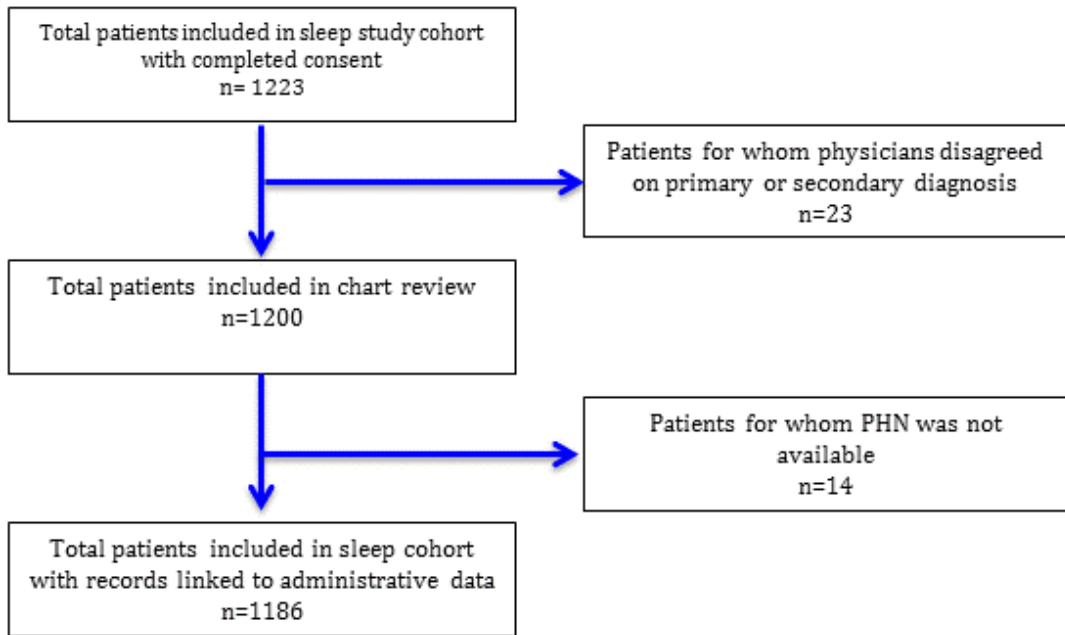 Total patients included in sleep study cohort
with completed consent
n= 1223
Patients for whom physicians disagreed
on primary or secondary diagnosis
n=23
Total patients included in chart review
n=1200
Patients for whom PHN was not
available
n=14
Total patients included in sleep cohort
with records linked to administrative data
n=1186